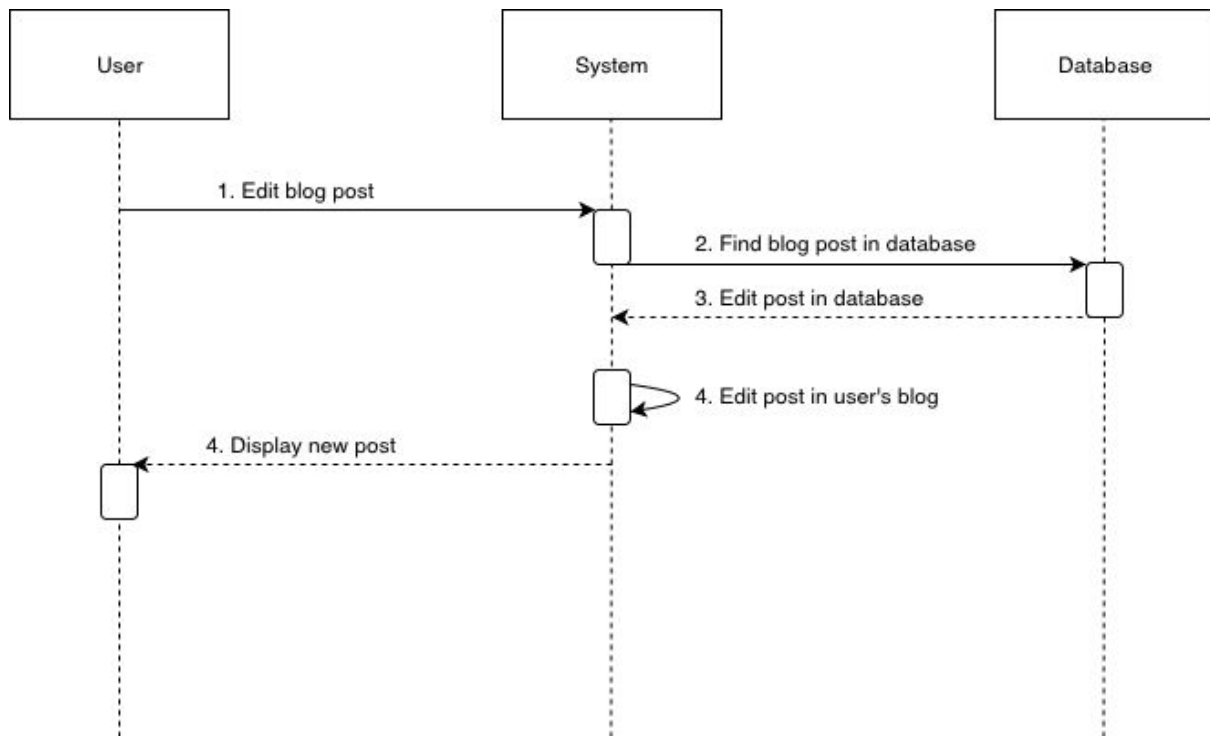 User
System
Database
1. Edit blog post
2. Find blog post in database
3. Edit post in database
4. Edit post in user's blog
4. Display new post